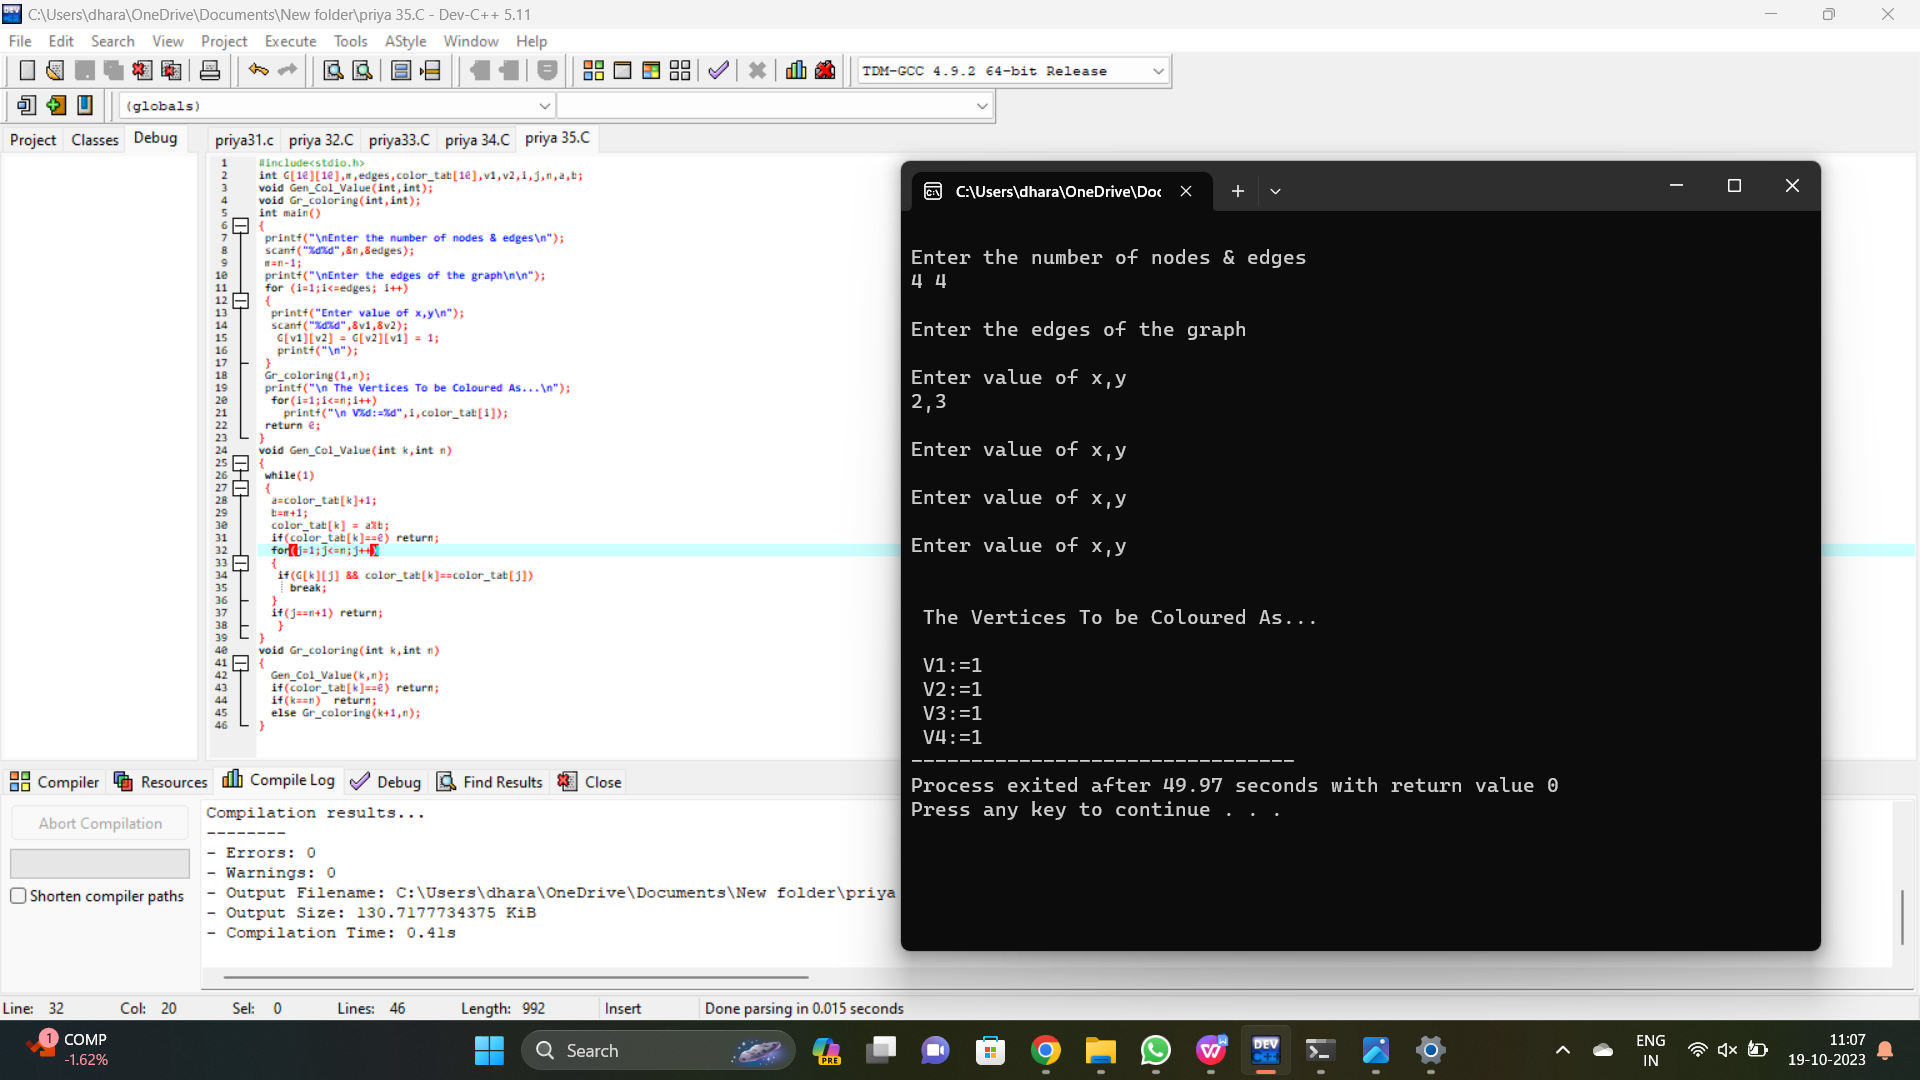 C:\Users\dhara\OneDrive\Documents\New folder\priya 35.C - Dev-C++ 5.11
File Edit Search View Project Execute Tools AStyle Window Help
TDM-GCC 4.9.2 64-bit Release
(globals)
Project Classes Debug
priya31.c priya 32.C priya33.C priya 34.C priya 35.C
1 #include<stdio.h>
2 int G[10][10],m,edges,color_tab[10],v1,v2,i,j,n,a,b;
3 void Gen_Col_Value(int,int);
4 void Gr_coloring(int,int);
5 int main()
6 {
7 printf("\nEnter the number of nodes & edges\n");
8 scanf("%d%d",&n,&edges);
9 m=n-1;
10 printf("\nEnter the edges of the graph\n\n");
11 for (i=1;i<=edges; i++)
12 {
13 printf("Enter value of x,y\n");
14 scanf("%d%d",&v1,&v2);
15 G[v1][v2] = G[v2][v1] = 1;
16 printf("\n");
17 }
18 Gr_coloring(1,n);
19 printf("\n The Vertices To be Coloured As...\n");
20 for(i=1;i<=n;i++)
21 printf("\n V%d:=%d",i,color_tab[i]);
22 return 0;
23 }
24 void Gen_Col_Value(int k,int n)
25 {
26 while(1)
27 {
28 a=color_tab[k]+1;
29 b=m+1;
30 color_tab[k] = a%b;
31 if(color_tab[k]==0) return;
32 for(j=1;j<=n;j++)
33 {
34 if(G[k][j] && color_tab[k]==color_tab[j])
35 break;
36 }
37 if(j==n+1) return;
38 }
39 }
40 void Gr_coloring(int k,int n)
41 {
42 Gen_Col_Value(k,n);
43 if(color_tab[k]==0) return;
44 if(k==n) return;
45 else Gr_coloring(k+1,n);
46 }
C:\Users\dhara\OneDrive\Doc
Enter the number of nodes & edges
4 4
Enter the edges of the graph
Enter value of x,y
2,3
Enter value of x,y
Enter value of x,y
Enter value of x,y
The Vertices To be Coloured As...
V1:=1
V2:=1
V3:=1
V4:=1
--------------------------------
Process exited after 49.97 seconds with return value 0
Press any key to continue . . .
Compiler Resources Compile Log Debug Find Results Close
Abort Compilation
Shorten compiler paths
Compilation results...
--------
- Errors: 0
- Warnings: 0
- Output Filename: C:\Users\dhara\OneDrive\Documents\New folder\priya
- Output Size: 130.7177734375 KiB
- Compilation Time: 0.41s
Line: 32 Col: 20 Sel: 0 Lines: 46 Length: 992 Insert Done parsing in 0.015 seconds
1
COMP
-1.62%
Search
PRE
DEV
C++
ENG
IN
11:07
19-10-2023